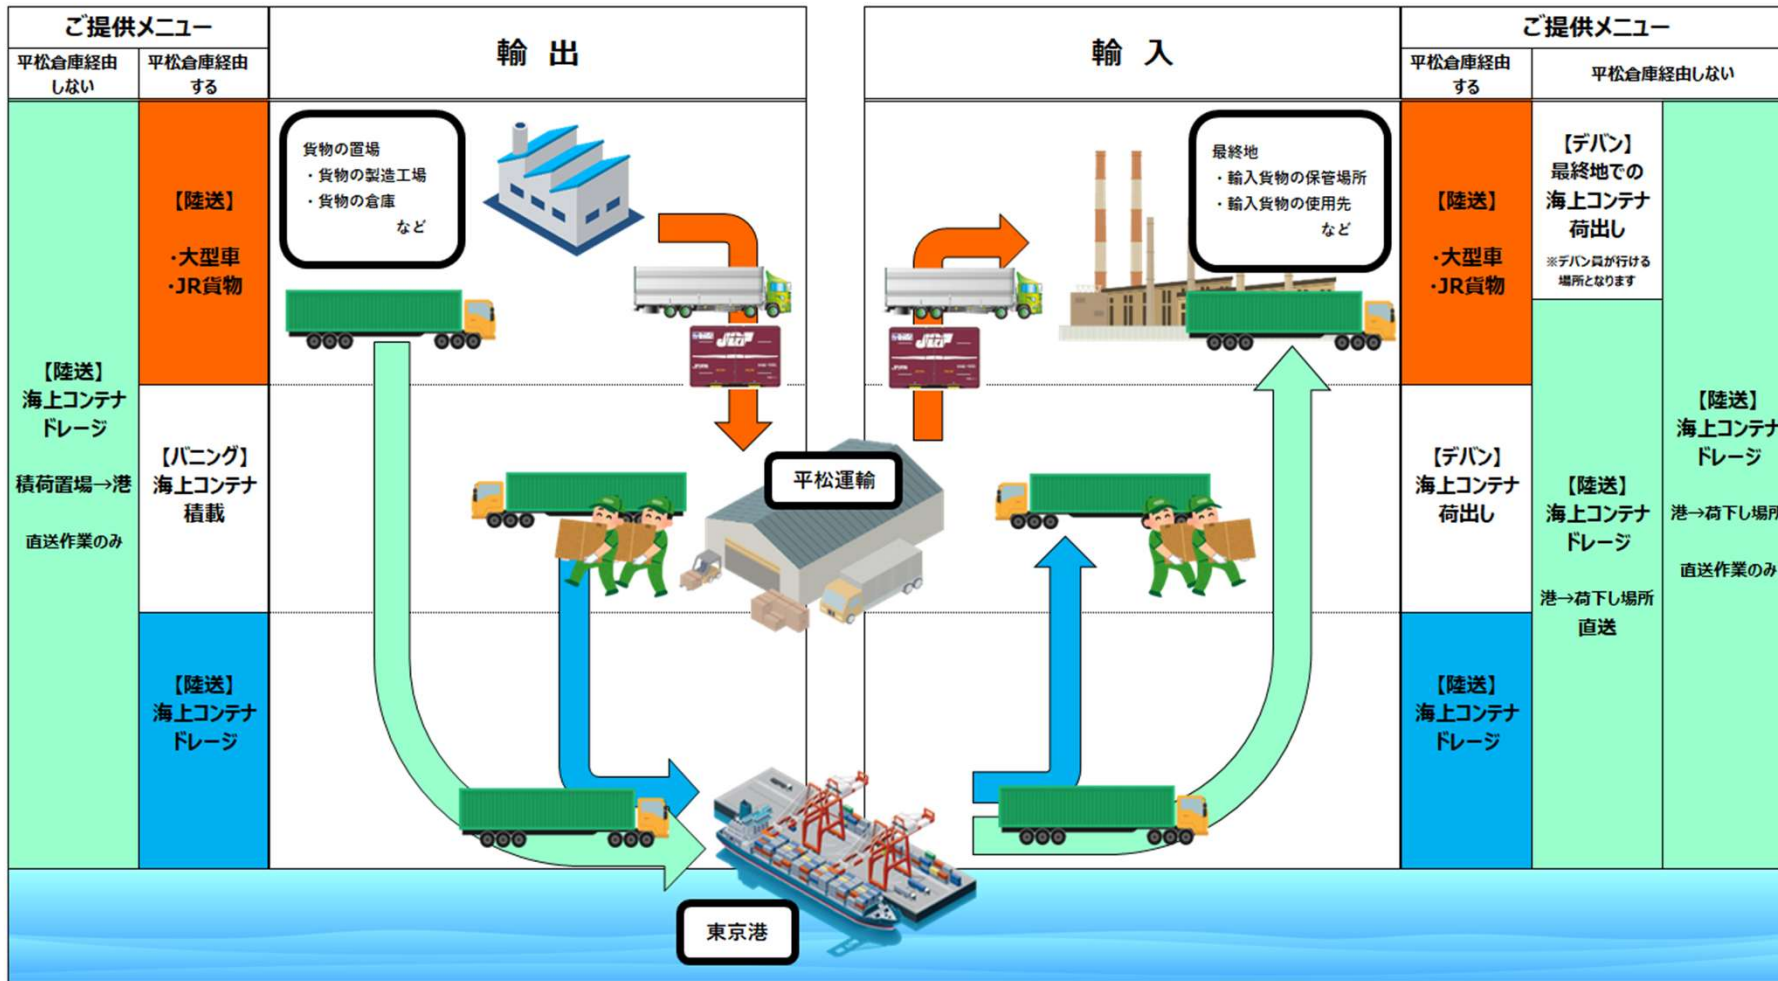 ご提供メニュー
平松倉庫経由
しない
平松倉庫経由
する
輸 出
輸 入
ご提供メニュー
平松倉庫経由
する
平松倉庫経由しない
【陸送】
海上コンテナ
ドレージ
積荷置場→港
直送作業のみ
【陸送】
・大型車
・JR貨物
【バニング】
海上コンテナ
積載
【陸送】
海上コンテナ
ドレージ
貨物の置場
・貨物の製造工場
・貨物の倉庫
など
平松運輸
東京港
最終地
・輸入貨物の保管場所
・輸入貨物の使用先
など
【陸送】
・大型車
・JR貨物
【デバン】
海上コンテナ
荷出し
【陸送】
海上コンテナ
ドレージ
【デバン】
最終地での
海上コンテナ
荷出し
※デバン員が行ける
場所となります
【陸送】
海上コンテナ
ドレージ
港→荷下し場所
直送
【陸送】
海上コンテナ
ドレージ
港→荷下し場所
直送作業のみ